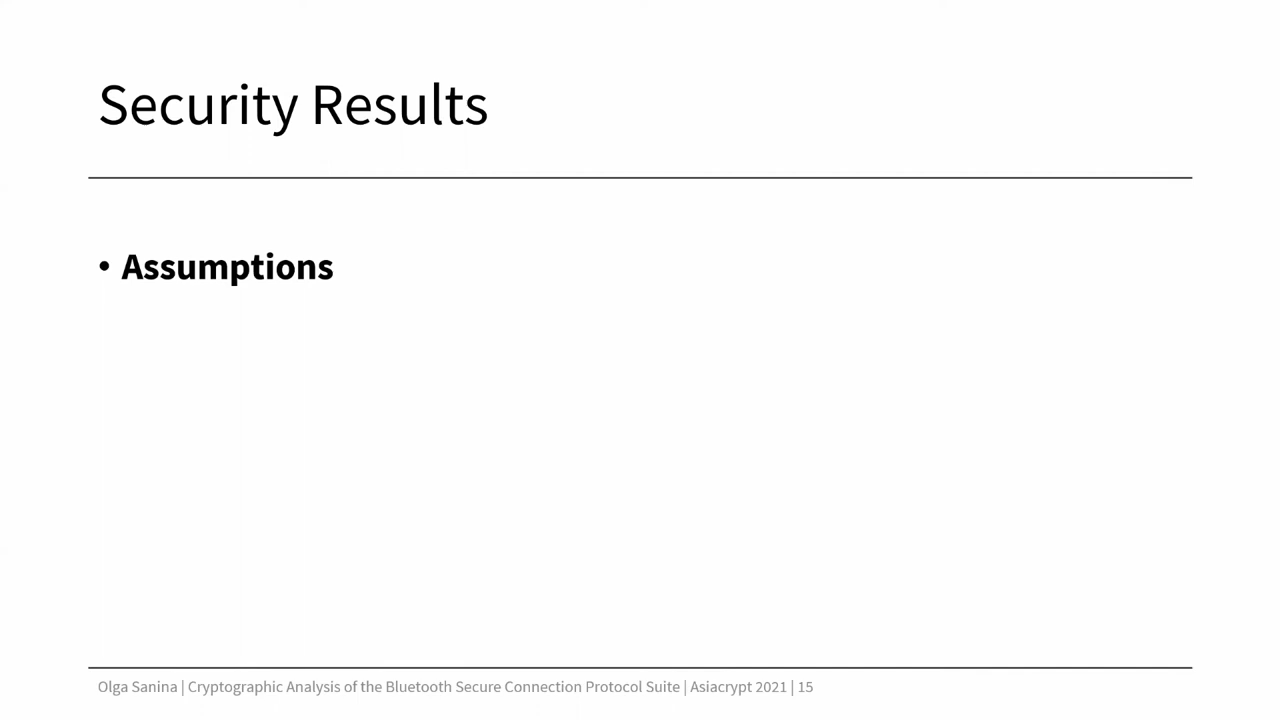 Security Results
• Assumptions
Olga Sanina | Cryptographic Analysis of the Bluetooth Secure Connection Protocol Suite | Asiacrypt 2021 | 15